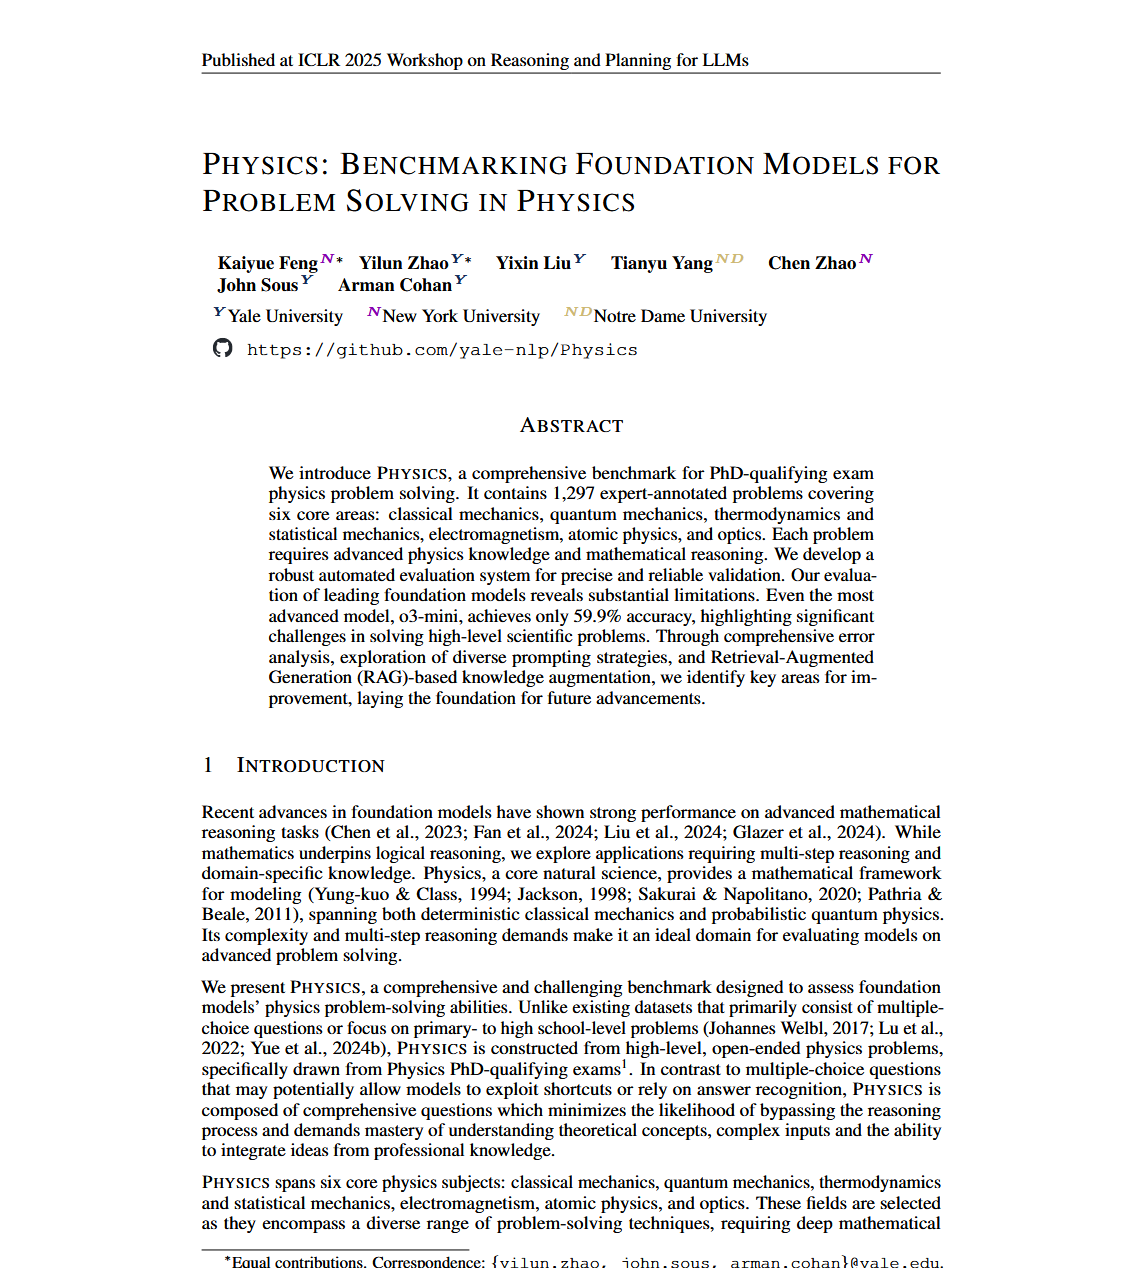 Published at ICLR 2025 Workshop on Reasoning and Planning for LLMs
PHYSICS: BENCHMARKING FOUNDATION MODELS FOR
PROBLEM SOLVING IN PHYSICS
Kaiyue Feng N* Yilun Zhao Y* Yixin Liu Y Tianyu Yang ND Chen Zhao N
John Sous Y Arman Cohan Y
Y Yale University N New York University ND Notre Dame University
https://github.com/yale-nlp/Physics
ABSTRACT
We introduce PHYSICS, a comprehensive benchmark for PhD-qualifying exam
physics problem solving. It contains 1,297 expert-annotated problems covering
six core areas: classical mechanics, quantum mechanics, thermodynamics and
statistical mechanics, electromagnetism, atomic physics, and optics. Each problem
requires advanced physics knowledge and mathematical reasoning. We develop a
robust automated evaluation system for precise and reliable validation. Our evalua-
tion of leading foundation models reveals substantial limitations. Even the most
advanced model, o3-mini, achieves only 59.9% accuracy, highlighting significant
challenges in solving high-level scientific problems. Through comprehensive error
analysis, exploration of diverse prompting strategies, and Retrieval-Augmented
Generation (RAG)-based knowledge augmentation, we identify key areas for im-
provement, laying the foundation for future advancements.
1 INTRODUCTION
Recent advances in foundation models have shown strong performance on advanced mathematical
reasoning tasks (Chen et al., 2023; Fan et al., 2024; Liu et al., 2024; Glazer et al., 2024). While
mathematics underpins logical reasoning, we explore applications requiring multi-step reasoning and
domain-specific knowledge. Physics, a core natural science, provides a mathematical framework
for modeling (Yung-kuo & Class, 1994; Jackson, 1998; Sakurai & Napolitano, 2020; Pathria &
Beale, 2011), spanning both deterministic classical mechanics and probabilistic quantum physics.
Its complexity and multi-step reasoning demands make it an ideal domain for evaluating models on
advanced problem solving.
We present PHYSICS, a comprehensive and challenging benchmark designed to assess foundation
models' physics problem-solving abilities. Unlike existing datasets that primarily consist of multiple-
choice questions or focus on primary- to high school-level problems (Johannes Welbl, 2017; Lu et al.,
2022; Yue et al., 2024b), PHYSICS is constructed from high-level, open-ended physics problems,
specifically drawn from Physics PhD-qualifying exams1. In contrast to multiple-choice questions
that may potentially allow models to exploit shortcuts or rely on answer recognition, PHYSICS is
composed of comprehensive questions which minimizes the likelihood of bypassing the reasoning
process and demands mastery of understanding theoretical concepts, complex inputs and the ability
to integrate ideas from professional knowledge.
PHYSICS spans six core physics subjects: classical mechanics, quantum mechanics, thermodynamics
and statistical mechanics, electromagnetism, atomic physics, and optics. These fields are selected
as they encompass a diverse range of problem-solving techniques, requiring deep mathematical
*Equal contributions. Correspondence: {yilun.zhao, john.sous, arman.cohan}@yale.edu.